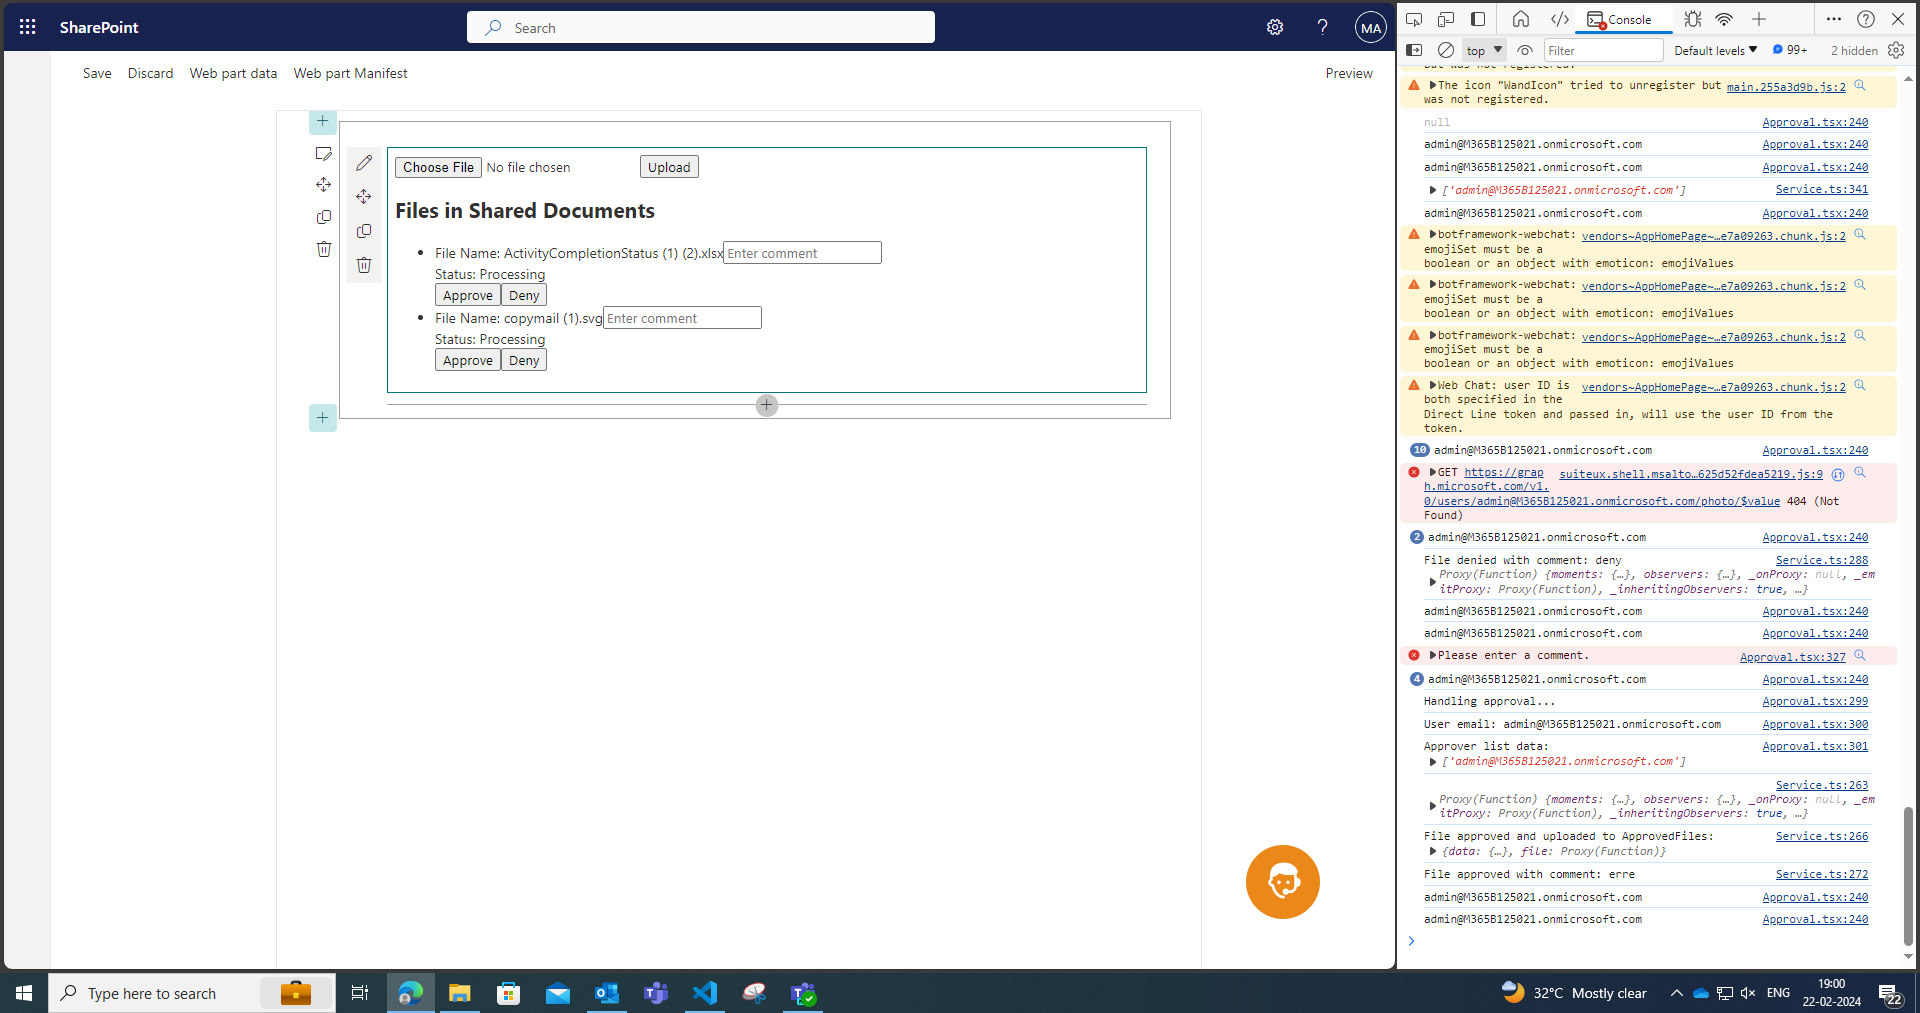 SharePoint
Search
?
MA
Save
Discard
Web part data
Web part Manifest
Preview
Choose File No file chosen
Upload
Files in Shared Documents
File Name: ActivityCompletionStatus (1) (2).xlsx
Enter comment
Status: Processing
Approve
Deny
File Name: copymail (1).svg
Enter comment
Status: Processing
Approve
Deny
Console
top
Filter
Default levels
99+
2 hidden
but was not registered.
The icon "WandIcon" tried to unregister but main.255a3d9b.js:2
was not registered.
null Approval.tsx:240
admin@M365B125021.onmicrosoft.com Approval.tsx:240
admin@M365B125021.onmicrosoft.com Approval.tsx:240
['admin@M365B125021.onmicrosoft.com'] Service.ts:341
admin@M365B125021.onmicrosoft.com Approval.tsx:240
botframework-webchat: vendors~AppHomePage~…e7a09263.chunk.js:2
emojiSet must be a
boolean or an object with emoticon: emojiValues
botframework-webchat: vendors~AppHomePage~…e7a09263.chunk.js:2
emojiSet must be a
boolean or an object with emoticon: emojiValues
botframework-webchat: vendors~AppHomePage~…e7a09263.chunk.js:2
emojiSet must be a
boolean or an object with emoticon: emojiValues
Web Chat: user ID is vendors~AppHomePage~…e7a09263.chunk.js:2
both specified in the
Direct Line token and passed in, will use the user ID from the
token.
10 admin@M365B125021.onmicrosoft.com Approval.tsx:240
GET https://grap suiteux.shell.msalto…625d52fdea5219.js:9
h.microsoft.com/v1.
0/users/admin@M365B125021.onmicrosoft.com/photo/$value 404 (Not
Found)
2 admin@M365B125021.onmicrosoft.com Approval.tsx:240
File denied with comment: deny Service.ts:288
Proxy(Function) {moments: {…}, observers: {…}, _onProxy: null, _em
itProxy: Proxy(Function), _inheritingObservers: true, …}
admin@M365B125021.onmicrosoft.com Approval.tsx:240
admin@M365B125021.onmicrosoft.com Approval.tsx:240
Please enter a comment. Approval.tsx:327
4 admin@M365B125021.onmicrosoft.com Approval.tsx:240
Handling approval... Approval.tsx:299
User email: admin@M365B125021.onmicrosoft.com Approval.tsx:300
Approver list data: Approval.tsx:301
['admin@M365B125021.onmicrosoft.com']
Service.ts:263
Proxy(Function) {moments: {…}, observers: {…}, _onProxy: null, _em
itProxy: Proxy(Function), _inheritingObservers: true, …}
File approved and uploaded to ApprovedFiles: Service.ts:266
{data: {…}, file: Proxy(Function)}
File approved with comment: erre Service.ts:272
admin@M365B125021.onmicrosoft.com Approval.tsx:240
admin@M365B125021.onmicrosoft.com Approval.tsx:240
Type here to search
32°C Mostly clear
ENG
19:00
22-02-2024
22